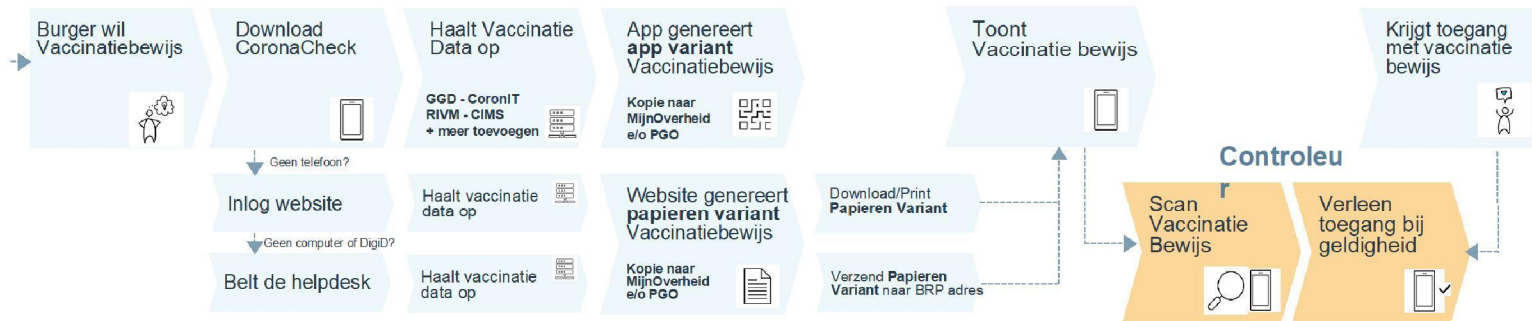 Burger wil
Vaccinatiebewijs
Download
CoronaCheck
Haalt Vaccinatie
Data op
GGD - CoronIT
RIVM - CIMS
+ meer toevoegen
App genereert
app variant
Vaccinatiebewijs
Kopie naar
MijnOverheid
e/o PGO
Toont
Vaccinatie bewijs
Krijgt toegang
met vaccinatie
bewijs
Geen telefoon?
Inlog website
Haalt vaccinatie
data op
Website genereert
papieren variant
Vaccinatiebewijs
Kopie naar
MijnOverheid
e/o PGO
Download/Print
Papieren Variant
Geen computer of DigiD?
Belt de helpdesk
Haalt vaccinatie
data op
Verzend Papieren
Variant naar BRP adres
Controleu
r
Scan
Vaccinatie
Bewijs
Verleen
toegang bij
geldigheid